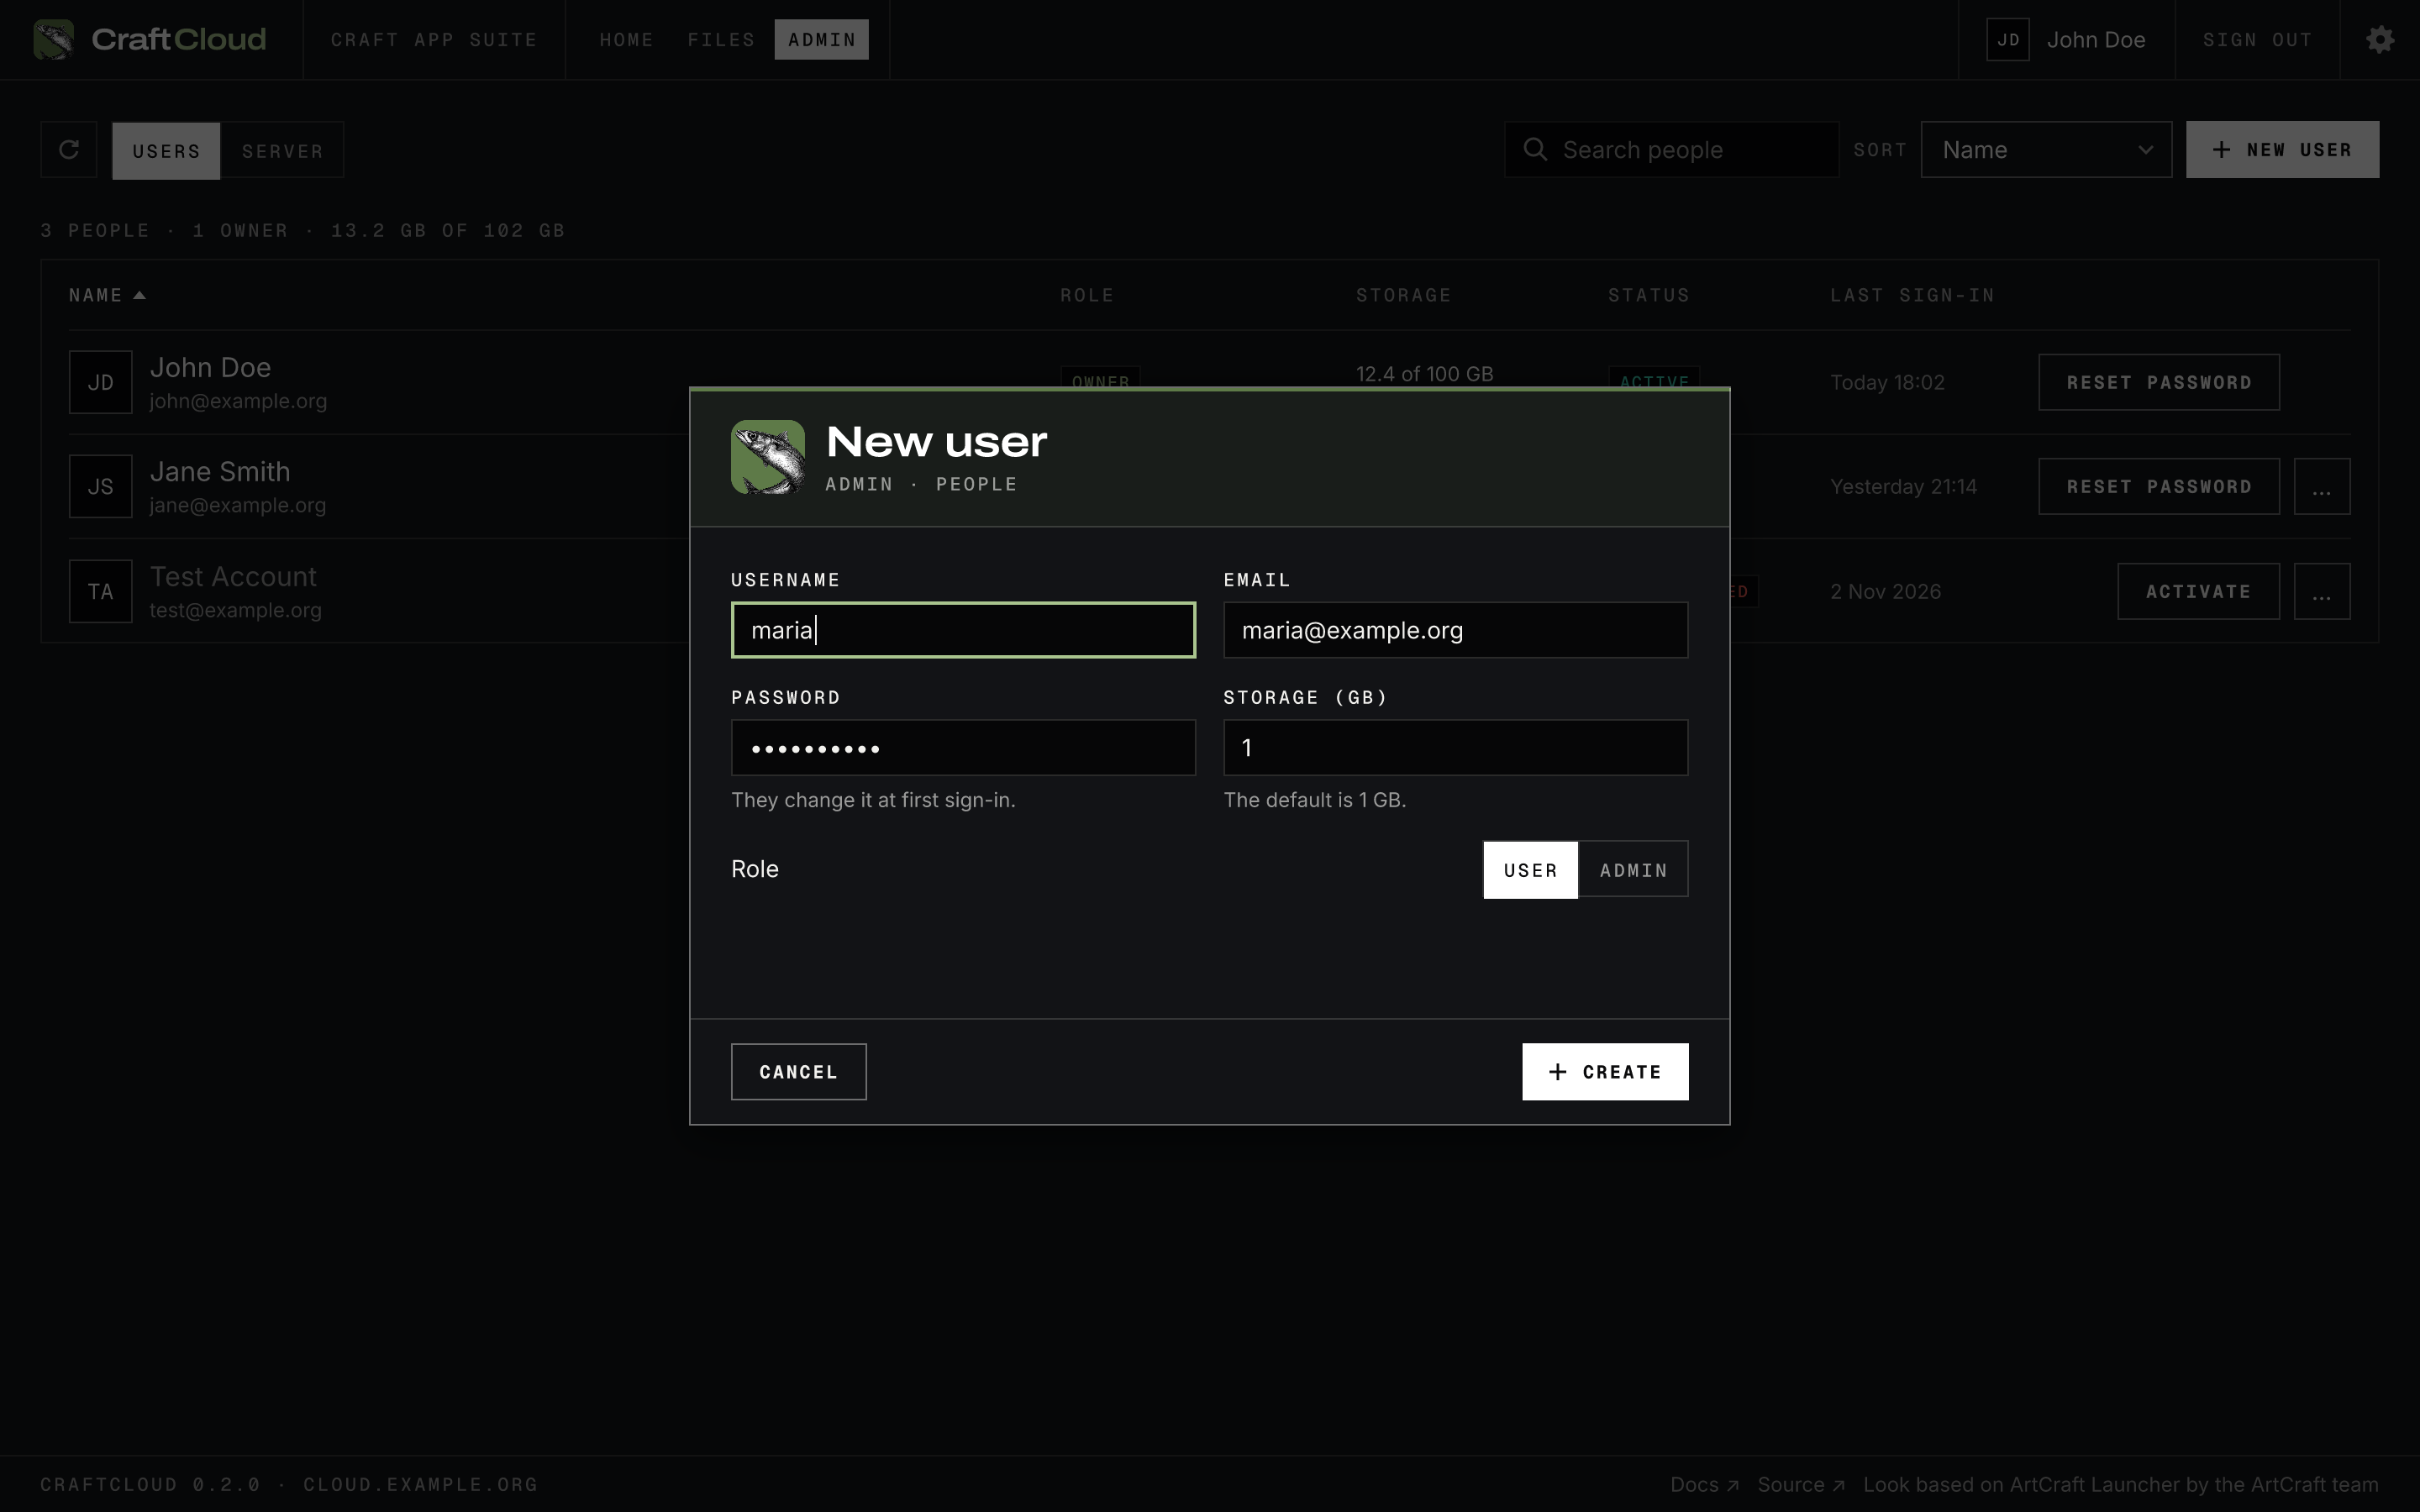 CraftCloud CRAFT APP SUITE HOME FILES ADMIN JD John Doe SIGN OUT
USERS SERVER Search people SORT Name + NEW USER
3 PEOPLE · 1 OWNER · 13.2 GB OF 102 GB
NAME ROLE STORAGE STATUS LAST SIGN-IN
JD John Doe OWNER 12.4 of 100 GB ACTIVE Today 18:02 RESET PASSWORD
john@example.org
JS Jane Smith Yesterday 21:14 RESET PASSWORD ...
jane@example.org
TA Test Account ED 2 Nov 2026 ACTIVATE ...
test@example.org
New user
ADMIN · PEOPLE
USERNAME EMAIL
maria maria@example.org
PASSWORD STORAGE (GB)
•••••••••• 1
They change it at first sign-in. The default is 1 GB.
Role USER ADMIN
CANCEL + CREATE
CRAFTCLOUD 0.2.0 · CLOUD.EXAMPLE.ORG Docs ↗ Source ↗ Look based on ArtCraft Launcher by the ArtCraft team